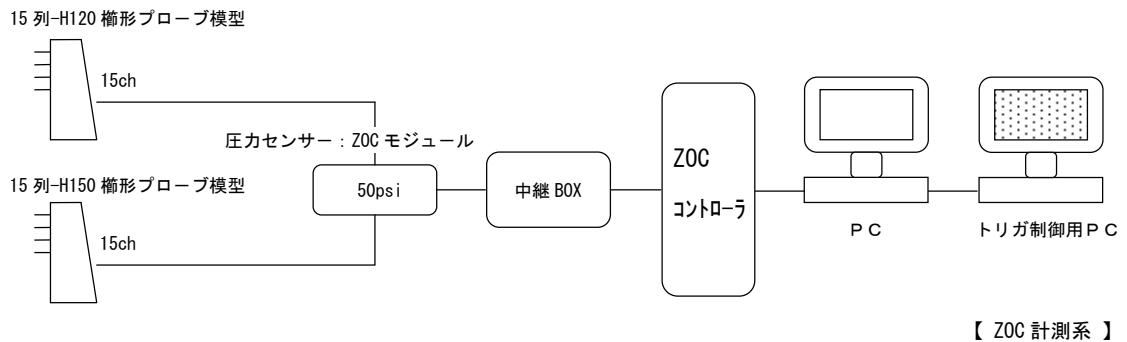 15 列-H120 櫛形プローブ模型
15ch
圧力センサー：ZOC モジュール
50psi
15 列-H150 櫛形プローブ模型
15ch
中継 BOX
ZOC
コントローラ
ＰＣ
トリガ制御用ＰＣ
【 ZOC 計測系 】